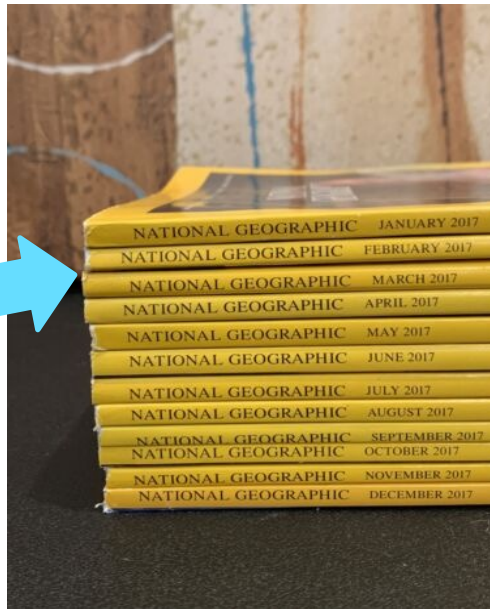 NATIONAL GEOGRAPHIC JANUARY 2017
NATIONAL GEOGRAPHIC FEBRUARY 2017
NATIONAL GEOGRAPHIC MARCH 2017
NATIONAL GEOGRAPHIC APRIL 2017
NATIONAL GEOGRAPHIC MAY 2017
NATIONAL GEOGRAPHIC JUNE 2017
NATIONAL GEOGRAPHIC JULY 2017
NATIONAL GEOGRAPHIC AUGUST 2017
NATIONAL GEOGRAPHIC SEPTEMBER 2017
NATIONAL GEOGRAPHIC OCTOBER 2017
NATIONAL GEOGRAPHIC NOVEMBER 2017
NATIONAL GEOGRAPHIC DECEMBER 2017